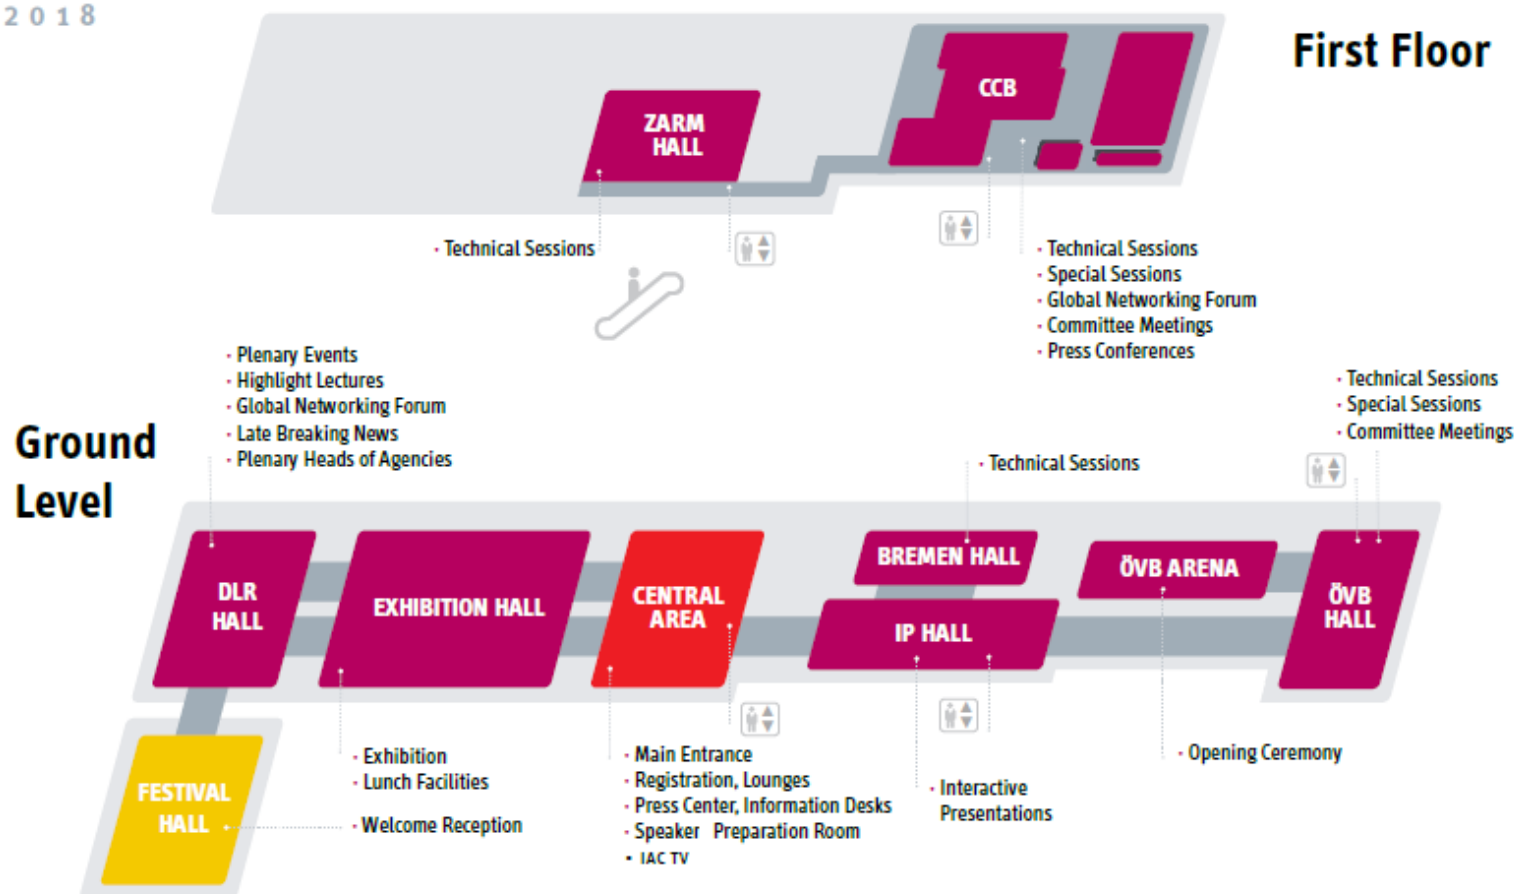 2018
First Floor
CCB
ZARM
HALL
· Technical Sessions
· Technical Sessions
· Special Sessions
· Global Networking Forum
· Committee Meetings
· Press Conferences
· Plenary Events
· Highlight Lectures
· Global Networking Forum
· Late Breaking News
· Plenary Heads of Agencies
· Technical Sessions
· Special Sessions
· Committee Meetings
Ground
Level
· Technical Sessions
DLR
HALL
EXHIBITION HALL
CENTRAL
AREA
BREMEN HALL
IP HALL
ÖVB ARENA
ÖVB
HALL
FESTIVAL
HALL
· Exhibition
· Lunch Facilities
· Welcome Reception
· Main Entrance
· Registration, Lounges
· Press Center, Information Desks
· Speaker Preparation Room
• IAC TV
· Interactive
Presentations
· Opening Ceremony